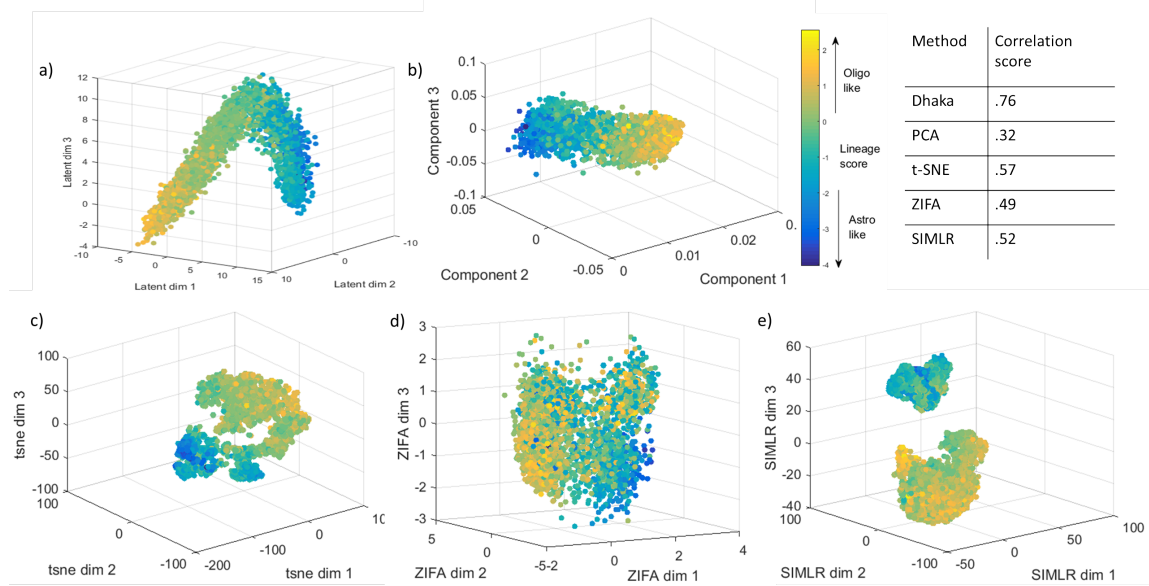 a)
12
10
8
6
4
2
0
-2
-4
Latent dim 3
-10
-5
0
5
10
15
Latent dim 1
10
0
-10
Latent dim 2
b)
0.1
0.05
0
-0.05
-0.1
Component 3
0.05
0
-0.05
Component 2
0
0.01
0.02
0.
Component 1
2
1
0
-1
-2
-3
-4
Oligo
like
Lineage
score
Astro
like
Method Correlation
score
Dhaka .76
PCA .32
t-SNE .57
ZIFA .49
SIMLR .52
c)
100
50
0
-50
-100
tsne dim 3
100
0
-100
tsne dim 2
-200
-100
0
tsne dim 1
d)
3
2
1
0
-1
-2
-3
ZIFA dim 3
5
0
-5
ZIFA dim 2
-2
0
2
4
ZIFA dim 1
e)
60
40
20
0
-20
-40
SIMLR dim 3
100
0
-100
SIMLR dim 2
-50
0
50
100
SIMLR dim 1